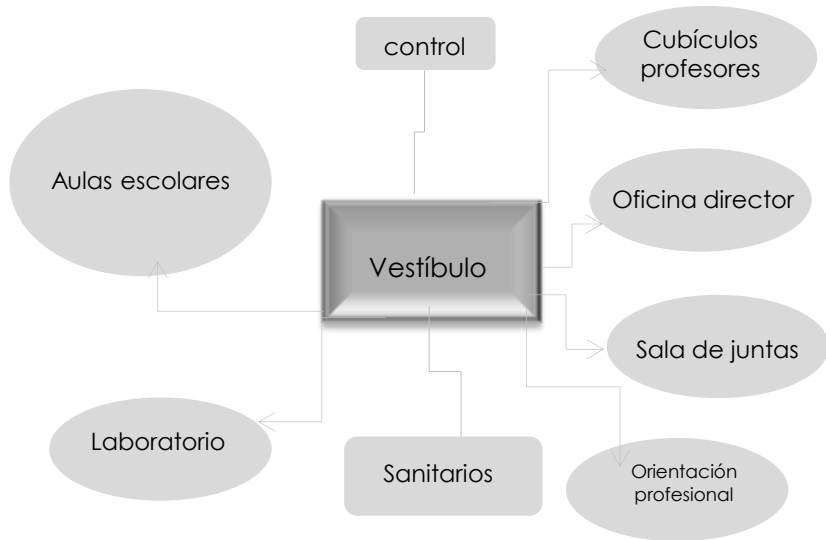 control
Cubículos
profesores
Aulas escolares
Oficina director
Vestíbulo
Sala de juntas
Laboratorio
Sanitarios
Orientación
profesional